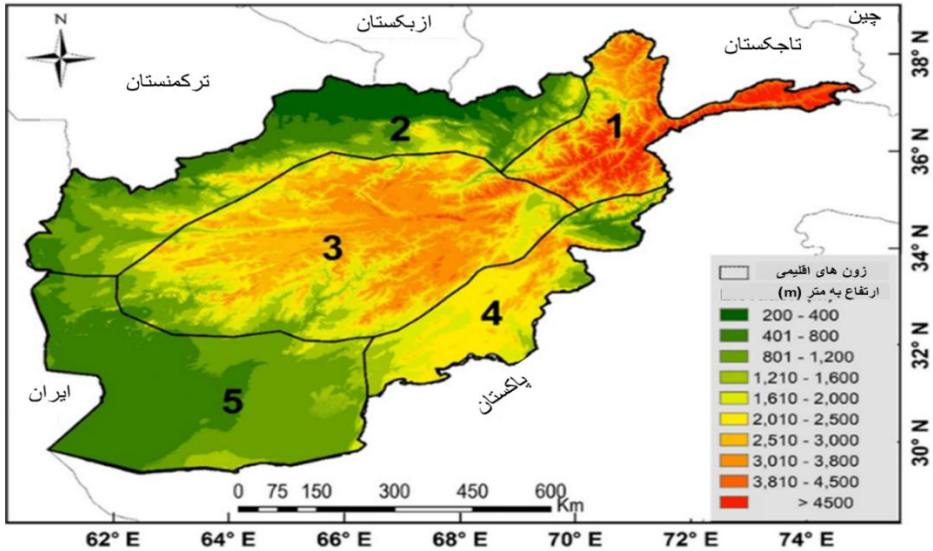 N
چین
ازبکستان
تاجکستان
ترکمنستان
38° N
1
2
36° N
3
34° N
زون های اقلیمی
ارتفاع به متر (m)
4
200 - 400
401 - 800
32° N
801 - 1,200
ایران
پاکستان
1,210 - 1,600
5
1,610 - 2,000
2,010 - 2,500
30° N
2,510 - 3,000
3,010 - 3,800
3,810 - 4,500
> 4500
0 75 150 300 450 600
Km
62° E 64° E 66° E 68° E 70° E 72° E 74° E